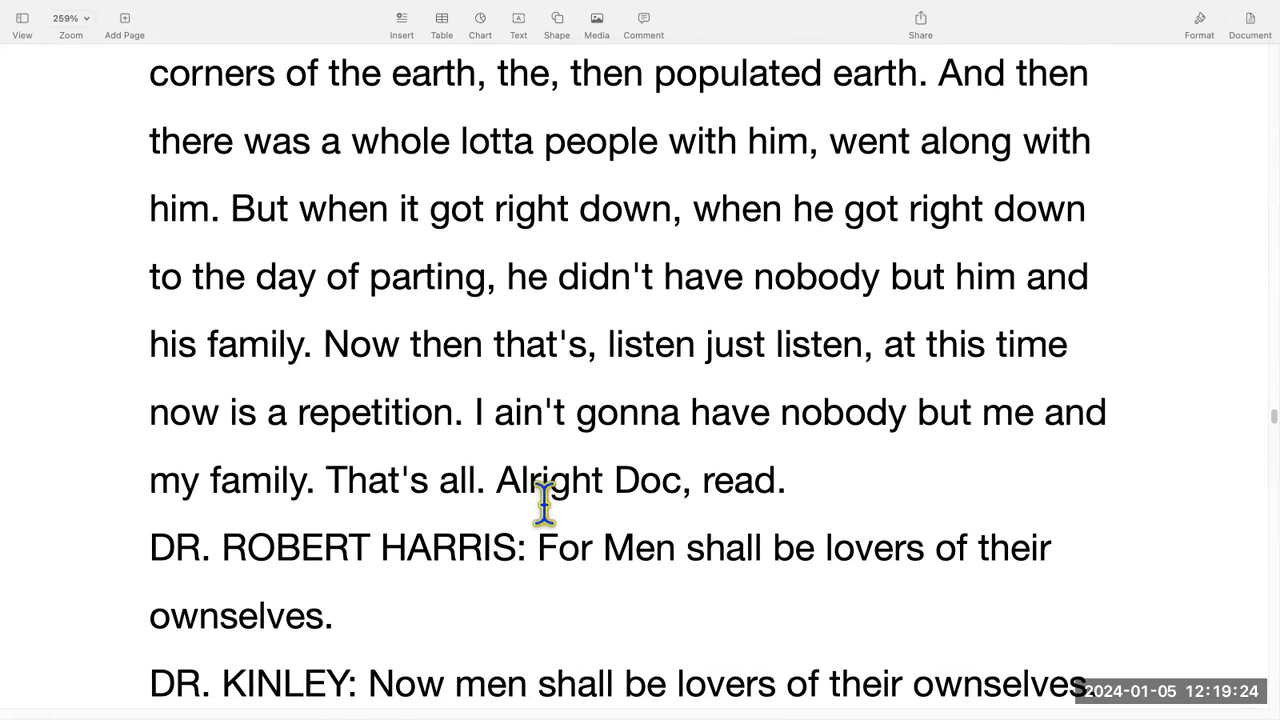 259%
View
Zoom
Add Page
Insert
Table
Chart
Text
Shape
Media
Comment
Share
Format
Document
corners of the earth, the, then populated earth. And then
there was a whole lotta people with him, went along with
him. But when it got right down, when he got right down
to the day of parting, he didn't have nobody but him and
his family. Now then that's, listen just listen, at this time
now is a repetition. I ain't gonna have nobody but me and
my family. That's all. Alright Doc, read.
DR. ROBERT HARRIS: For Men shall be lovers of their
ownselves.
DR. KINLEY: Now men shall be lovers of their ownselves.
2024-01-05 12:19:24